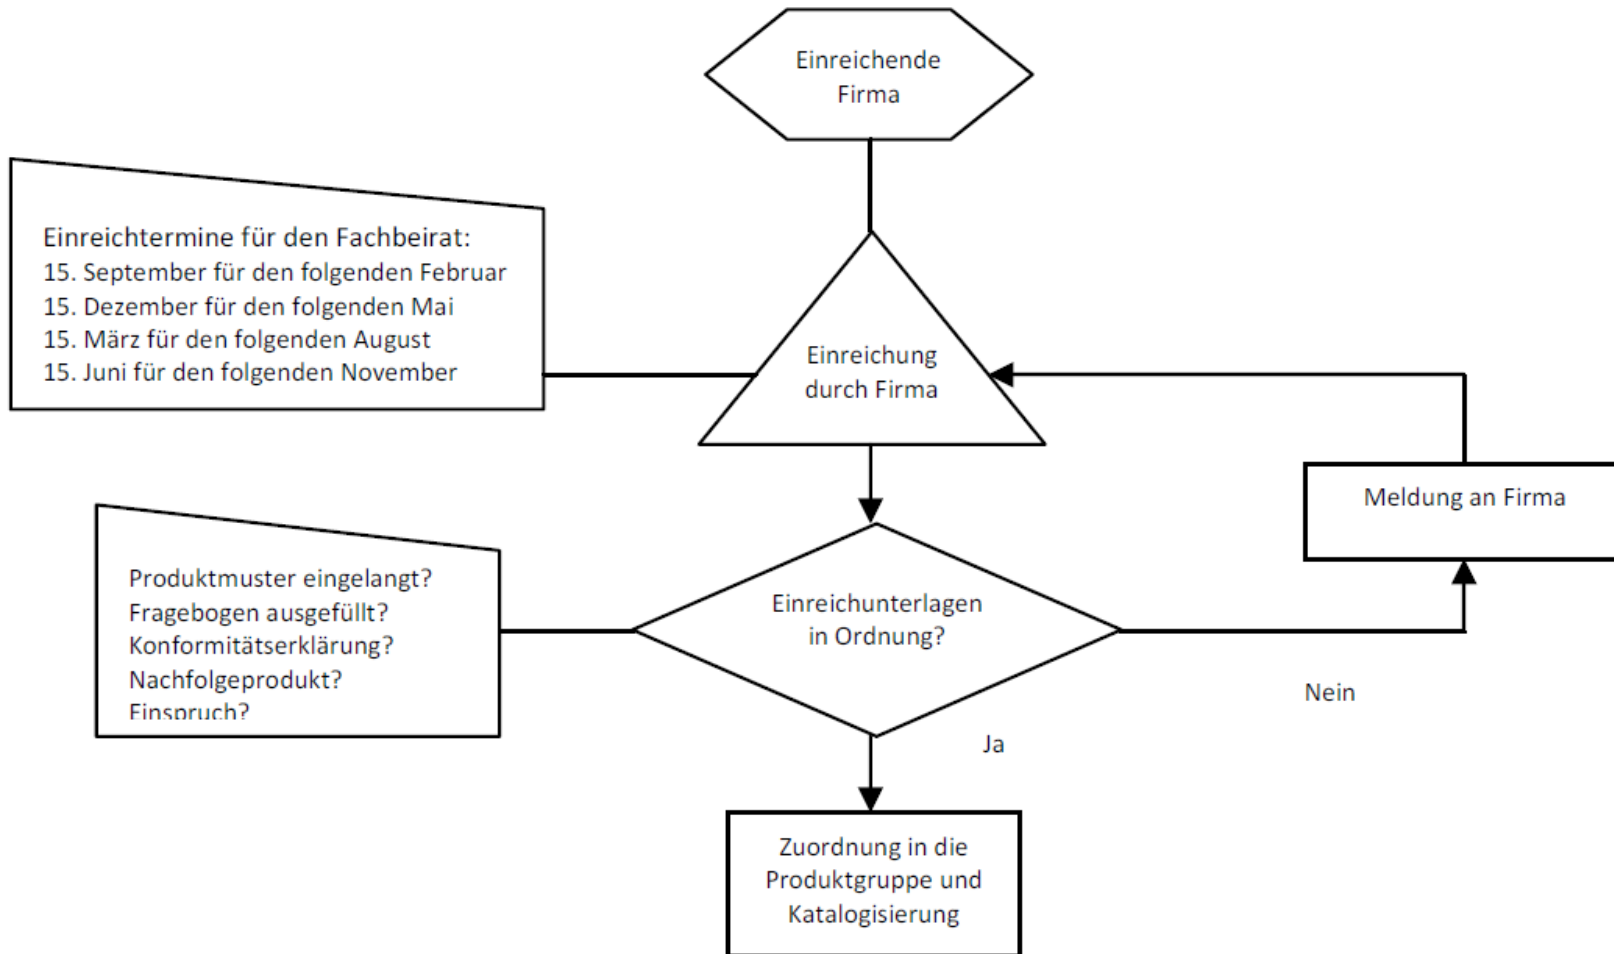 Einreichende
Firma
Einreichtermine für den Fachbeirat:
15. September für den folgenden Februar
15. Dezember für den folgenden Mai
15. März für den folgenden August
15. Juni für den folgenden November
Einreichung
durch Firma
Meldung an Firma
Produktmuster eingelangt?
Fragebogen ausgefüllt?
Konformitätserklärung?
Nachfolgeprodukt?
Einspruch?
Einreichunterlagen
in Ordnung?
Nein
Ja
Zuordnung in die
Produktgruppe und
Katalogisierung